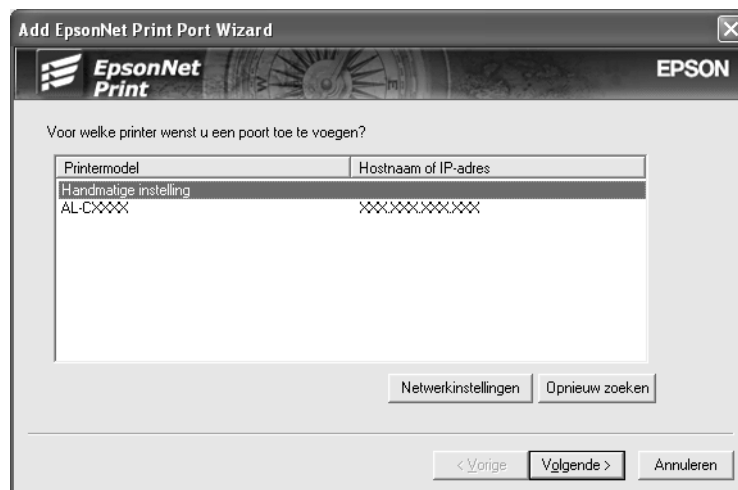 Add EpsonNet Print Port Wizard
EpsonNet
Print
EPSON
Voor welke printer wenst u een poort toe te voegen?
Printermodel Hostnaam of IP-adres
Handmatige instelling
AL-CXXXX XXX.XXX.XXX.XXX
Netwerkinstellingen Opnieuw zoeken
< Vorige Volgende > Annuleren